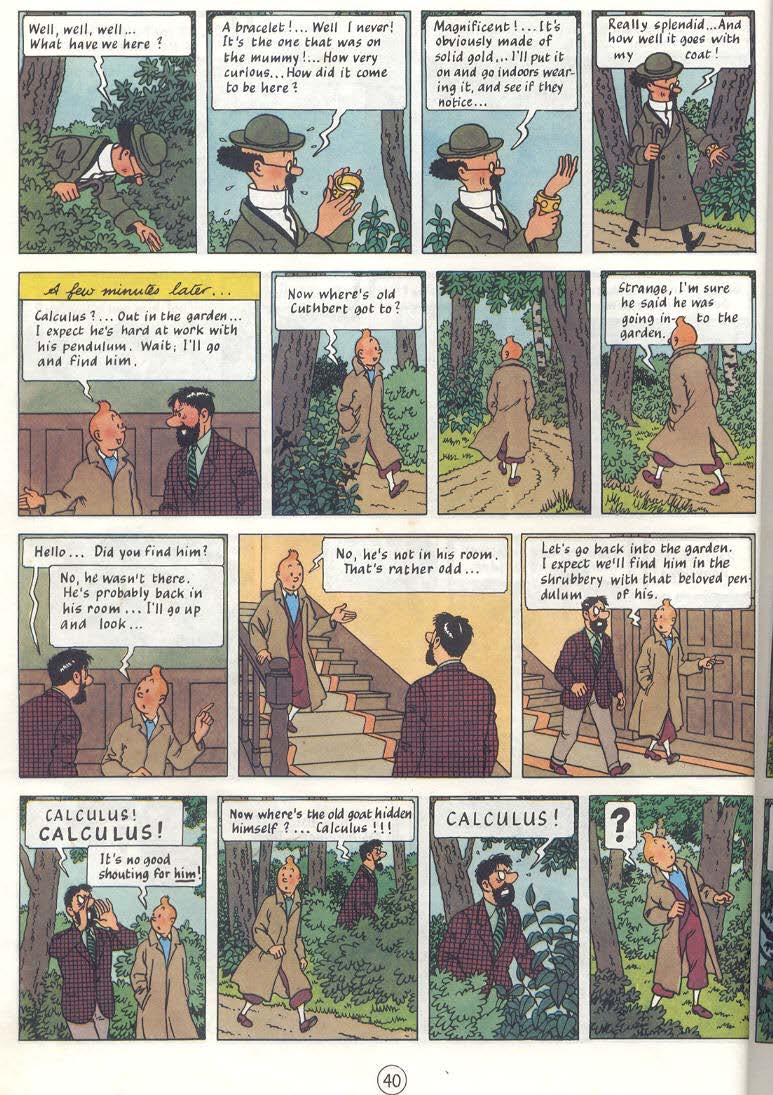 Well, well, well...
What have we here ?
A bracelet !... Well I never!
It's the one that was on
the mummy !... How very
curious... How did it come
to be here ?
Magnificent !... It's
obviously made of
solid gold... I'll put it
on and go indoors wear-
ing it, and see if they
notice...
Really splendid... And
how well it goes with
my coat !
A few minutes later...
Calculus ?... Out in the garden...
I expect he's hard at work with
his pendulum. Wait; I'll go
and find him.
Now where's old
Cuthbert got to ?
Strange, I'm sure
he said he was
going in- to the
garden.
Hello... Did you find him?
No, he wasn't there.
He's probably back in
his room ... I'll go up
and look...
No, he's not in his room.
That's rather odd ...
Let's go back into the garden.
I expect we'll find him in the
shrubbery with that beloved pen-
dulum of his.
CALCULUS!
CALCULUS!
It's no good
shouting for him!
Now where's the old goat hidden
himself ?... Calculus !!!
CALCULUS!
?
40